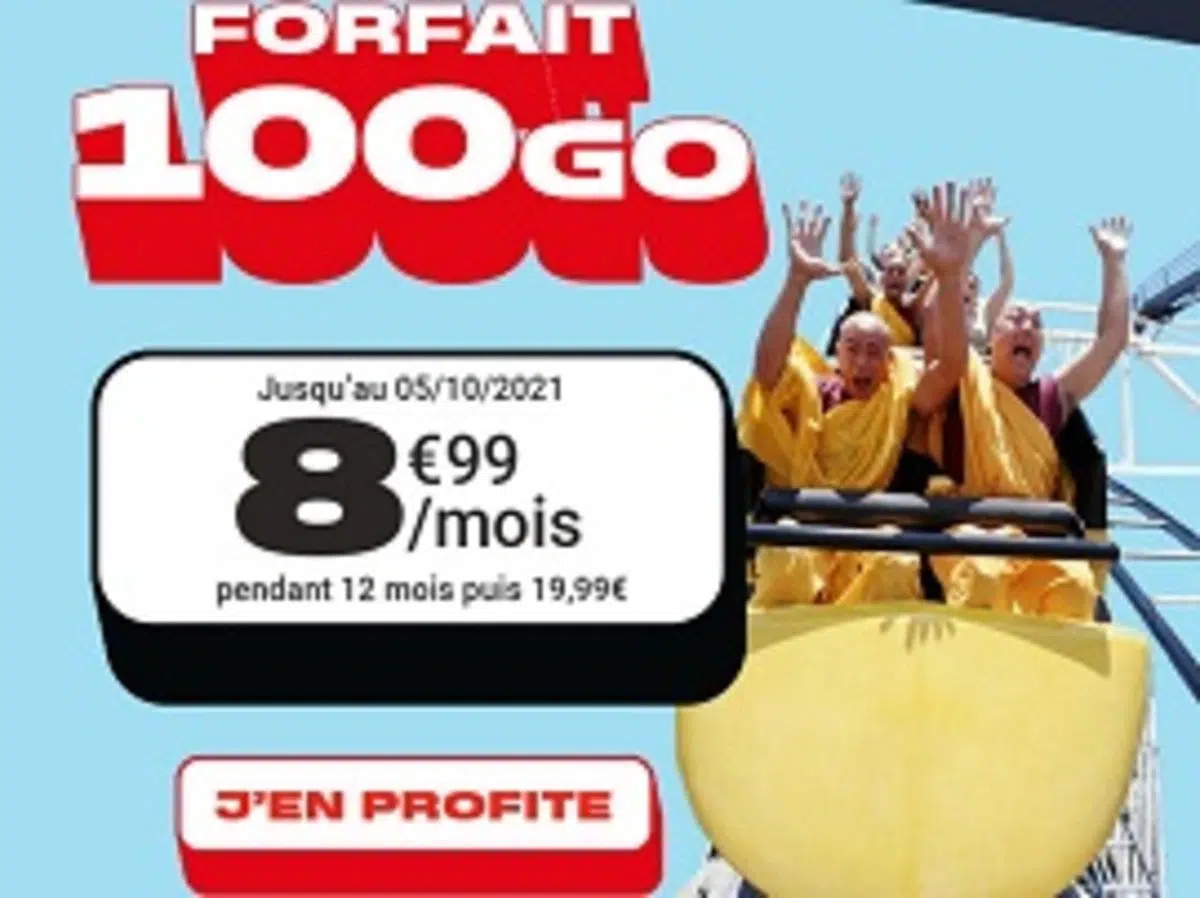 FORFAIT
100GO
Jusqu'au 05/10/2021
8€99
/mois
pendant 12 mois puis 19,99€
J'EN PROFITE